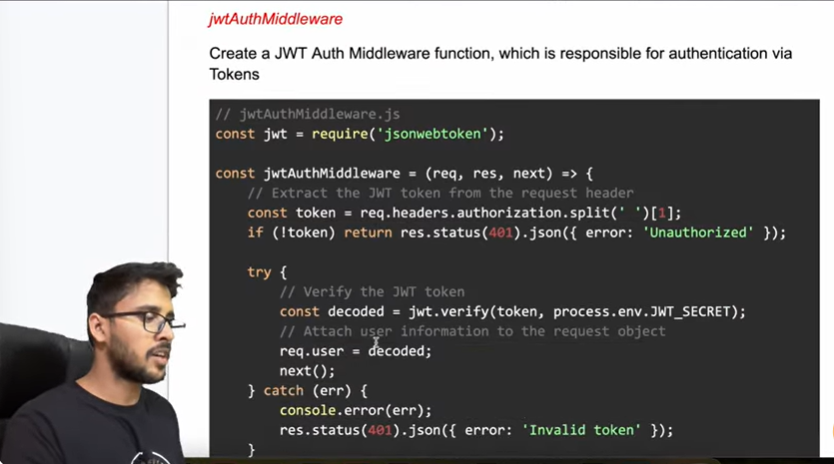 jwtAuthMiddleware
Create a JWT Auth Middleware function, which is responsible for authentication via
Tokens
// jwtAuthMiddleware.js
const jwt = require('jsonwebtoken');
const jwtAuthMiddleware = (req, res, next) => {
// Extract the JWT token from the request header
const token = req.headers.authorization.split(' ')[1];
if (!token) return res.status(401).json({ error: 'Unauthorized' });
try {
// Verify the JWT token
const decoded = jwt.verify(token, process.env.JWT_SECRET);
// Attach user information to the request object
req.user = decoded;
next();
} catch (err) {
console.error(err);
res.status(401).json({ error: 'Invalid token' });
}